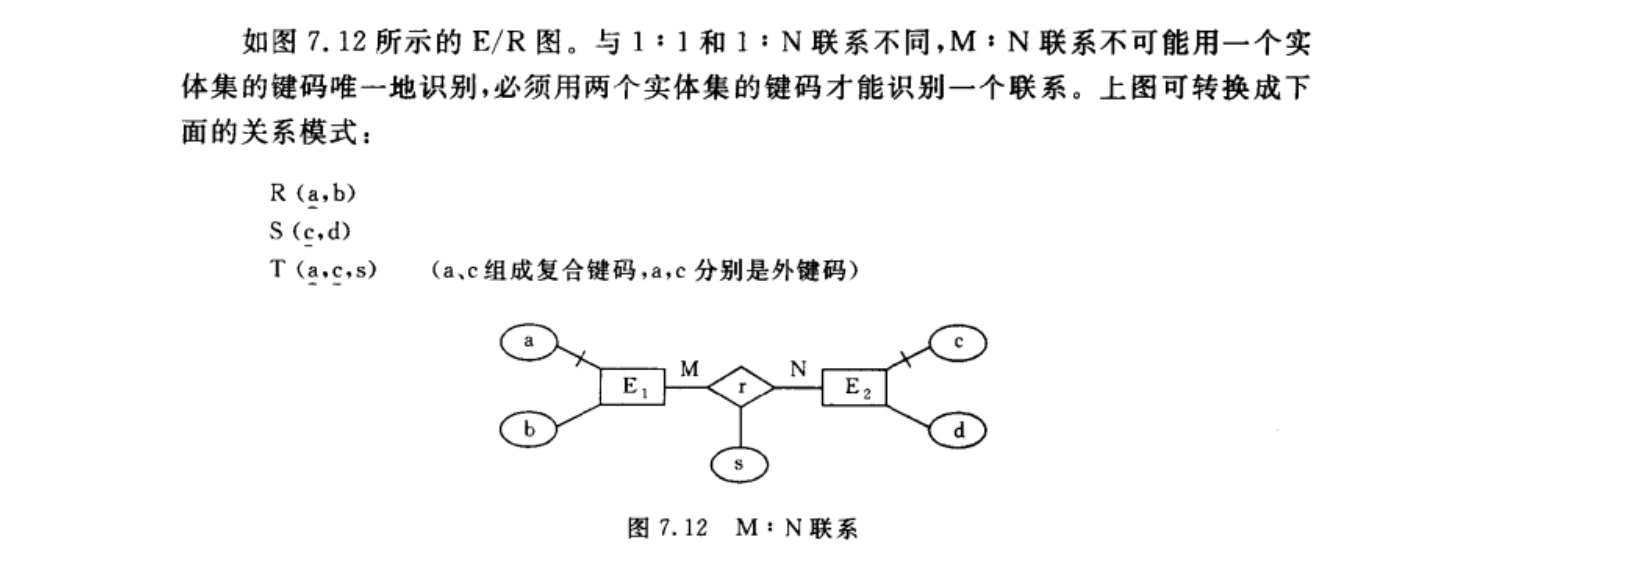 如图 7.12 所示的 E/R 图。与 1∶1 和 1∶N 联系不同,M∶N 联系不可能用一个实
体集的键码唯一地识别,必须用两个实体集的键码才能识别一个联系。上图可转换成下
面的关系模式:
R (a,b)
S (c,d)
T (a,c,s) (a、c 组成复合键码,a,c 分别是外键码)
a c
M N
E1 r E2
b d
s
图 7.12 M∶N 联系